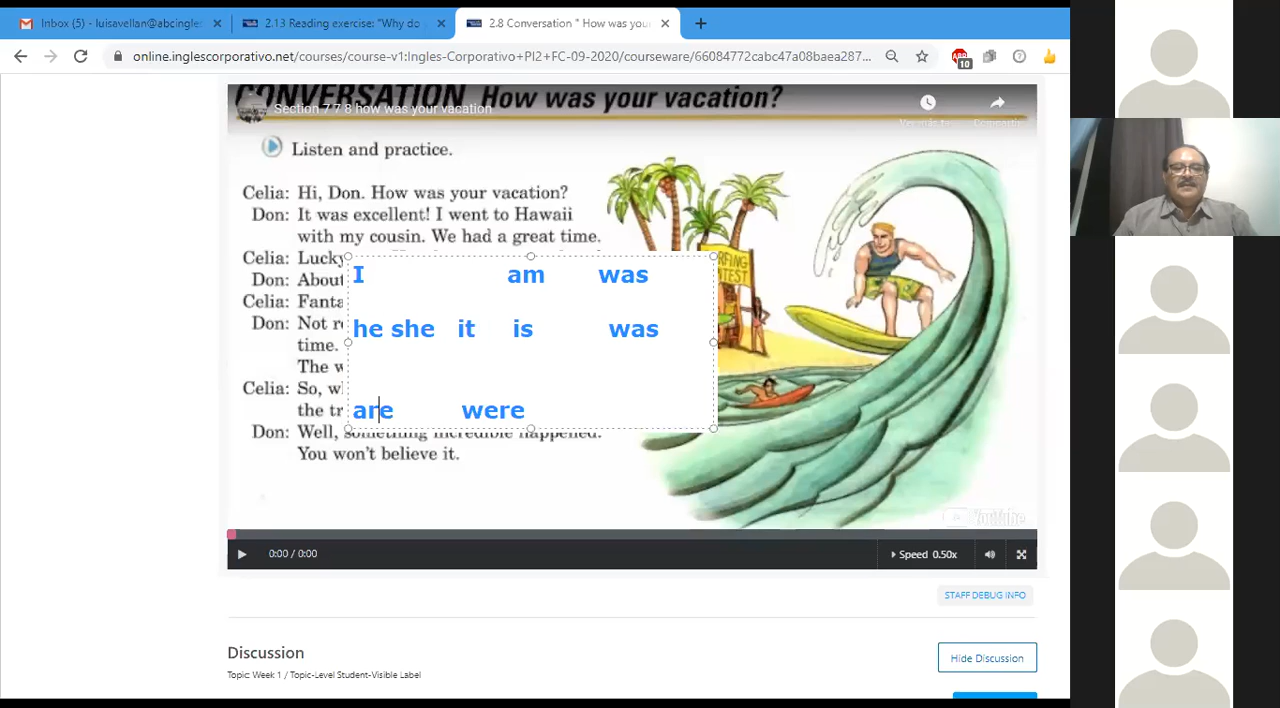 Inbox (5) - luisavellan@abcingle
2.13 Reading exercise: "Why do
2.8 Conversation " How was your
online.inglescorporativo.net/courses/course-v1:Ingles-Corporativo+PI2+FC-09-2020/courseware/66084772cabc47a08baea287...
10
CONVERSATION How was your vacation?
Section 7 7 8 how was your vacation
Listen and practice.
Celia: Hi, Don. How was your vacation?
Don: It was excellent! I went to Hawaii
with my cousin. We had a great time.
Celia: Lucky
Don: About
Celia: Fanta
Don: Not r
time.
The w
Celia: So, w
the tr
Don: Well, something incredible happened.
You won't believe it.
I am was
he she it is was
are were
YouTube
0:00 / 0:00
Speed 0.50x
STAFF DEBUG INFO
Discussion
Hide Discussion
Topic: Week 1 / Topic-Level Student-Visible Label